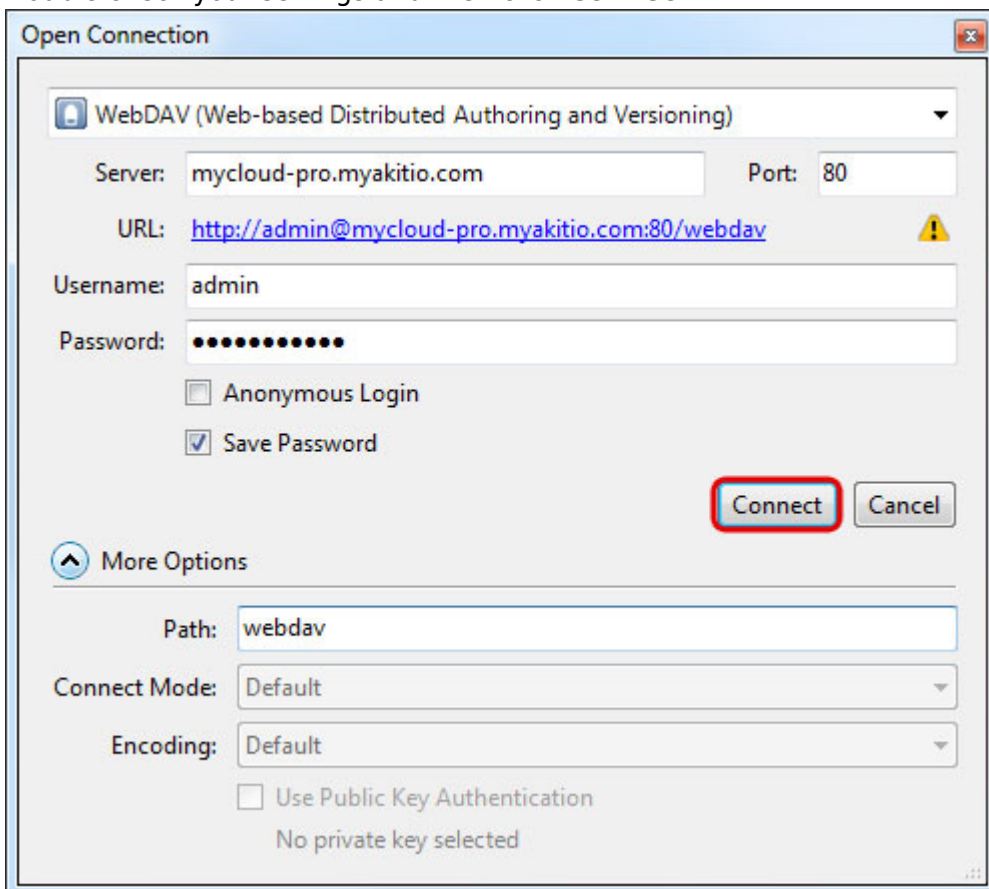 Open Connection
WebDAV (Web-based Distributed Authoring and Versioning)
Server: mycloud-pro.myakitio.com Port: 80
URL: http://admin@mycloud-pro.myakitio.com:80/webdav
Username: admin
Password: •••••••••••
Anonymous Login
Save Password
Connect Cancel
More Options
Path: webdav
Connect Mode: Default
Encoding: Default
Use Public Key Authentication
No private key selected